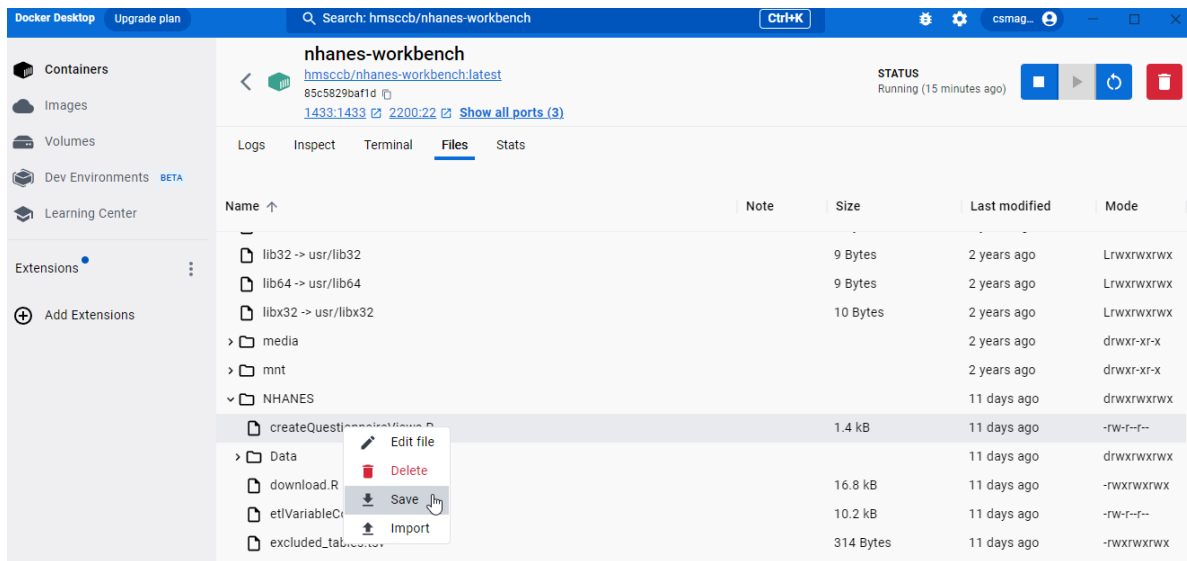 Docker Desktop Upgrade plan
Search: hmsccb/nhanes-workbench Ctrl+K
csmag...
Containers
Images
Volumes
Dev Environments BETA
Learning Center
Extensions
Add Extensions
nhanes-workbench
hmsccb/nhanes-workbench:latest
85c5829baf1d
1433:1433 2200:22 Show all ports (3)
STATUS
Running (15 minutes ago)
Logs Inspect Terminal Files Stats
Name Note Size Last modified Mode
lib32 -> usr/lib32 9 Bytes 2 years ago Lrwxrwxrwx
lib64 -> usr/lib64 9 Bytes 2 years ago Lrwxrwxrwx
libx32 -> usr/libx32 10 Bytes 2 years ago Lrwxrwxrwx
media 2 years ago drwxr-xr-x
mnt 2 years ago drwxr-xr-x
NHANES 11 days ago drwxrwxrwx
createQuestionnaireViews.R 1.4 kB 11 days ago -rw-r--r--
Data 11 days ago drwxrwxrwx
download.R 16.8 kB 11 days ago -rwxrwxrwx
10.2 kB 11 days ago -rw-r--r--
excluded_tables.tsv 314 Bytes 11 days ago -rwxrwxrwx
Edit file
Delete
Save
Import